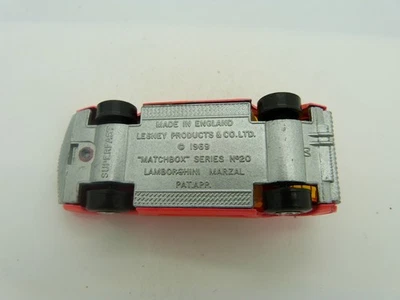 MADE IN ENGLAND
LESNEY PRODUCTS & CO. LTD.
© 1969
"MATCHBOX" SERIES Nº20
LAMBORGHINI MARZAL
PAT. APP.
SUPERFAST